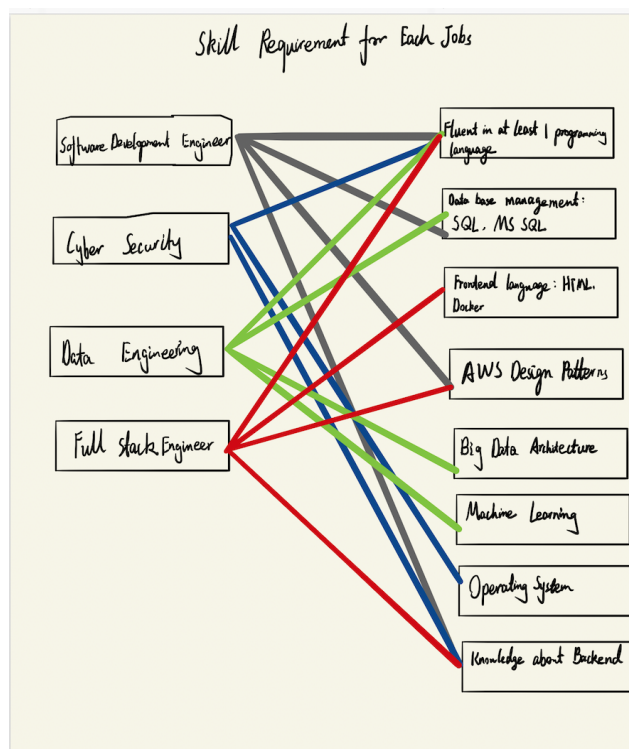 Skill Requirement for Each Jobs
Software Development Engineer
Cyber Security
Data Engineering
Full Stack Engineer
Fluent in at least 1 programming
language
Data base management:
SQL, MS SQL
Frontend language: HTML.
Docker
AWS Design Patterns
Big Data Architecture
Machine Learning
Operating System
Knowledge about Backend